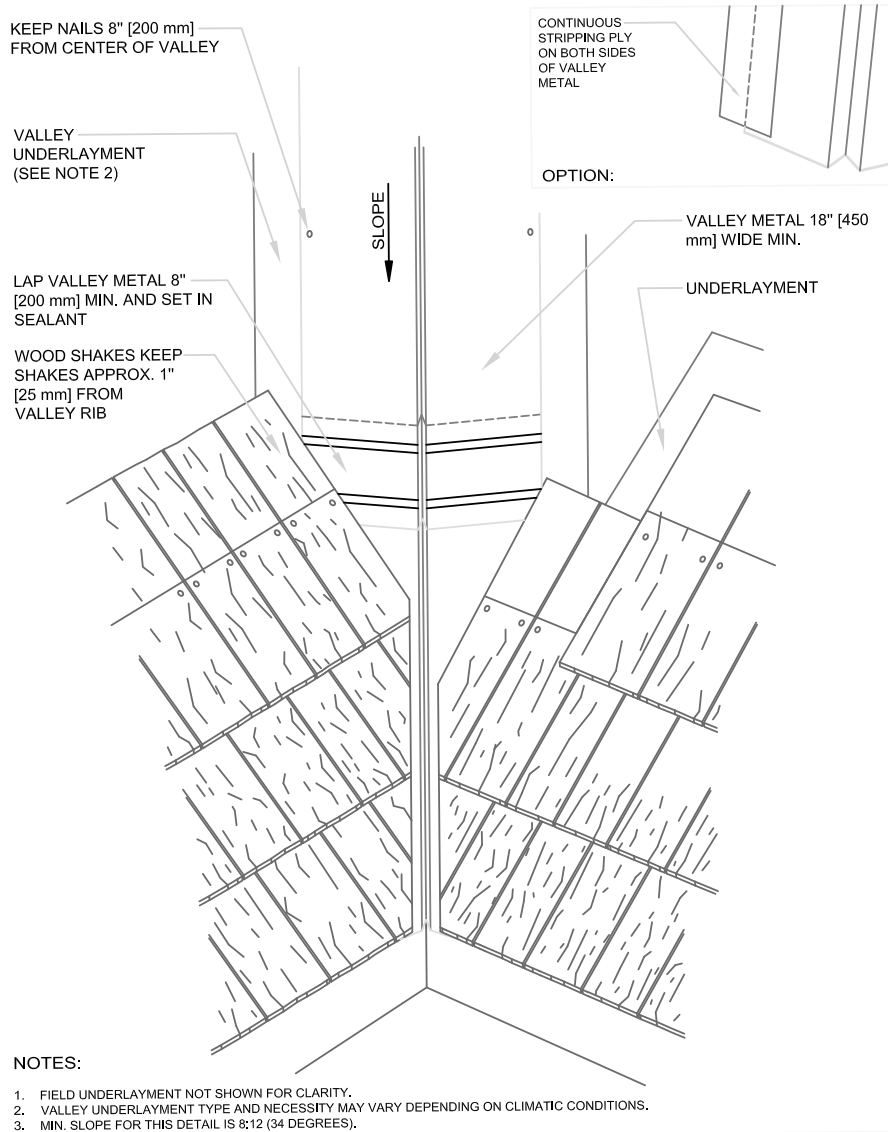 KEEP NAILS 8" [200 mm]
FROM CENTER OF VALLEY
VALLEY
UNDERLAYMENT
(SEE NOTE 2)
LAP VALLEY METAL 8"
[200 mm] MIN. AND SET IN
SEALANT
WOOD SHAKES KEEP
SHAKES APPROX. 1"
[25 mm] FROM
VALLEY RIB
SLOPE
CONTINUOUS
STRIPPING PLY
ON BOTH SIDES
OF VALLEY
METAL
OPTION:
VALLEY METAL 18" [450
mm] WIDE MIN.
UNDERLAYMENT
NOTES:
1. FIELD UNDERLAYMENT NOT SHOWN FOR CLARITY.
2. VALLEY UNDERLAYMENT TYPE AND NECESSITY MAY VARY DEPENDING ON CLIMATIC CONDITIONS.
3. MIN. SLOPE FOR THIS DETAIL IS 8:12 (34 DEGREES).